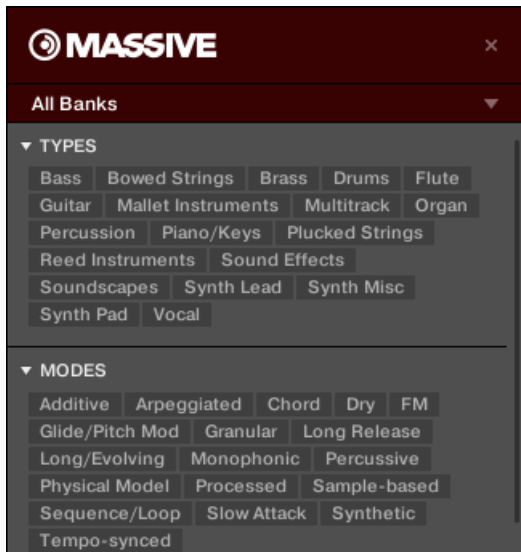 MASSIVE ×
All Banks
TYPES
Bass Bowed Strings Brass Drums Flute
Guitar Mallet Instruments Multitrack Organ
Percussion Piano/Keys Plucked Strings
Reed Instruments Sound Effects
Soundscapes Synth Lead Synth Misc
Synth Pad Vocal
MODES
Additive Arpeggiated Chord Dry FM
Glide/Pitch Mod Granular Long Release
Long/Evolving Monophonic Percussive
Physical Model Processed Sample-based
Sequence/Loop Slow Attack Synthetic
Tempo-synced